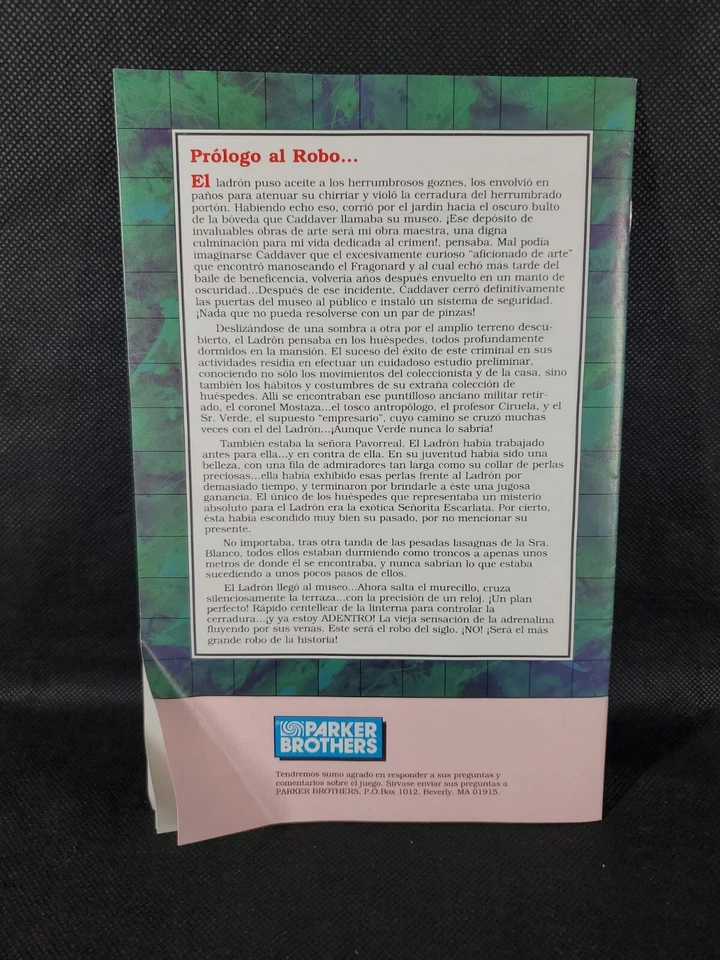 Prólogo al Robo...
El ladrón puso aceite a los herrumbrosos goznes, los envolvió en
paños para atenuar su chirriar y violó la cerradura del herrumbrado
portón. Habiendo echo eso, corrió por el jardín hacia el oscuro bulto
de la bóveda que Caddaver llamaba su museo. ¡Ese depósito de
invaluables obras de arte será mi obra maestra, una digna
culminación para mi vida dedicada al crimen!, pensaba. Mal podía
imaginarse Caddaver que el excesivamente curioso "aficionado de arte"
que encontró manoseando el Fragonard y al cual echó más tarde del
baile de beneficencia, volvería años después envuelto en un manto de
oscuridad...Después de ese incidente, Caddaver cerró definitivamente
las puertas del museo al público e instaló un sistema de seguridad.
¡Nada que no pueda resolverse con un par de pinzas!
Deslizándose de una sombra a otra por el amplio terreno descu-
bierto, el Ladrón pensaba en los huéspedes, todos profundamente
dormidos en la mansión. El suceso del éxito de este criminal en sus
actividades residía en efectuar un cuidadoso estudio preliminar,
conociendo no sólo los movimientos del coleccionista y de la casa, sino
también los hábitos y costumbres de su extraña colección de
huéspedes. Allí se encontraban ese puntilloso anciano militar retir-
ado, el coronel Mostaza...el tosco antropólogo, el profesor Ciruela, y el
Sr. Verde, el supuesto "empresario", cuyo camino se cruzó muchas
veces con el del Ladrón...¡Aunque Verde nunca lo sabría!
También estaba la señora Pavorreal. El Ladrón había trabajado
antes para ella...y en contra de ella. En su juventud había sido una
belleza, con una fila de admiradores tan larga como su collar de perlas
preciosas...ella había exhibido esas perlas frente al Ladrón por
demasiado tiempo, y terminaron por brindarle a éste una jugosa
ganancia. El único de los huéspedes que representaba un misterio
absoluto para el Ladrón era la exótica Señorita Escarlata. Por cierto,
ésta había escondido muy bien su pasado, por no mencionar su
presente.
No importaba, tras otra tanda de las pesadas lasagnas de la Sra.
Blanco, todos ellos estaban durmiendo como troncos a apenas unos
metros de donde él se encontraba, y nunca sabrían lo que estaba
sucediendo a unos pocos pasos de ellos.
El Ladrón llegó al museo...Ahora salta el murecillo, cruza
silenciosamente la terraza...con la precisión de un reloj. ¡Un plan
perfecto! Rápido centellear de la linterna para controlar la
cerradura...¡y ya estoy ADENTRO! La vieja sensación de la adrenalina
fluyendo por sus venas. Este será el robo del siglo. ¡NO! ¡Será el más
grande robo de la historia!
PARKER
BROTHERS
Tendremos sumo agrado en responder a sus preguntas y
comentarios sobre el juego. Sírvase enviar sus preguntas a
PARKER BROTHERS, P.O.Box 1012, Beverly, MA 01915.